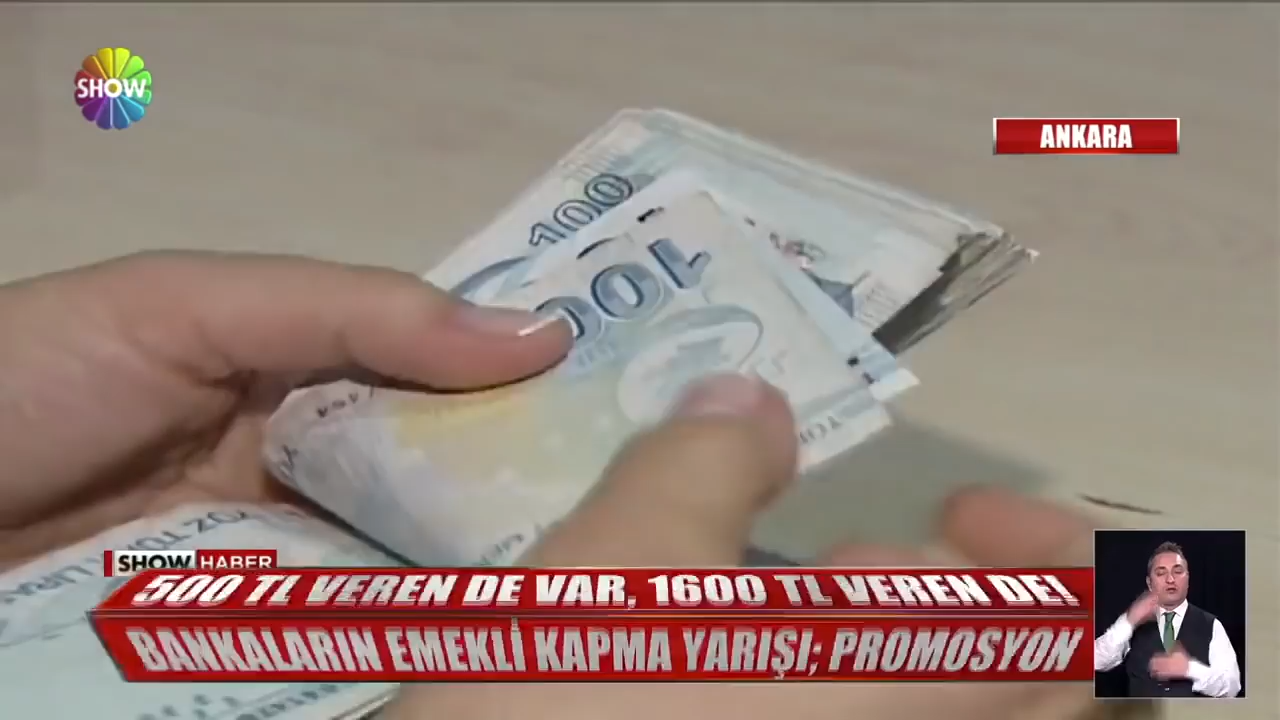 SHOW
ANKARA
100
100
SHOW HABER
500 TL VEREN DE VAR, 1600 TL VEREN DE!
BANKALARIN EMEKLİ KAPMA YARIŞI; PROMOSYON